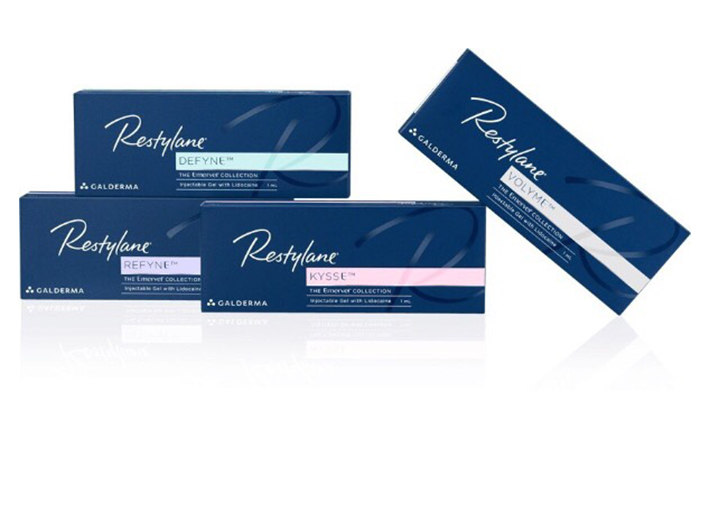 Restylane®
DEFYNE™
THE Emervel COLLECTION
Injectable Gel with Lidocaine 1 mL
GALDERMA
Restylane®
REFYNE™
THE Emervel COLLECTION
Injectable Gel with Lidocaine
GALDERMA
Restylane®
KYSSE™
THE Emervel COLLECTION
Injectable Gel with Lidocaine 1 mL
GALDERMA
Restylane®
VOLYME™
THE Emervel COLLECTION
Injectable Gel with Lidocaine 1 mL
GALDERMA